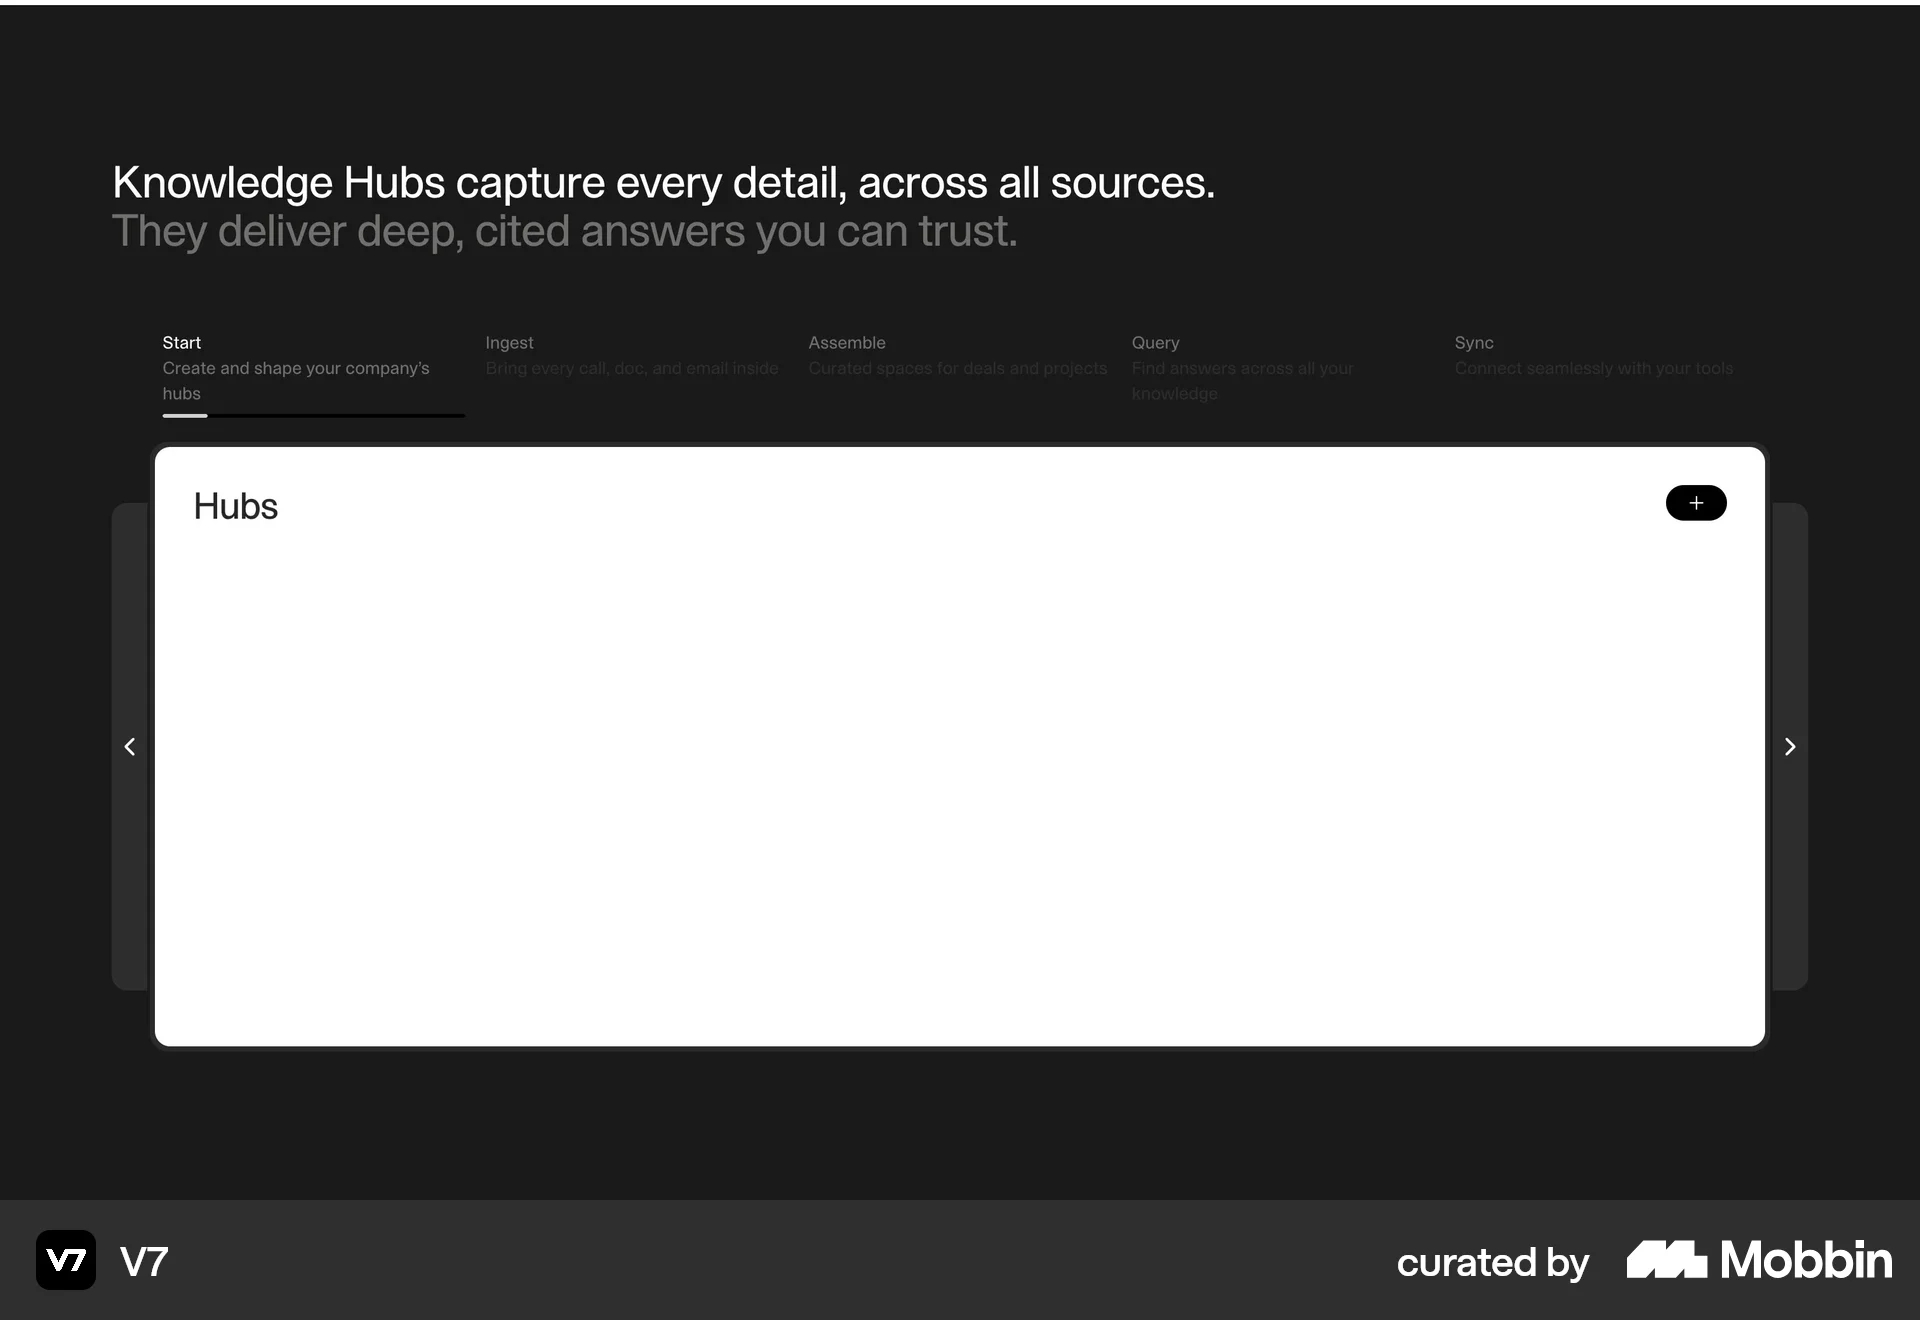 Knowledge Hubs capture every detail, across all sources.
They deliver deep, cited answers you can trust.
Start
Create and shape your company’s
hubs
Ingest
Bring every call, doc, and email inside
Assemble
Curated spaces for deals and projects
Query
Find answers across all your
knowledge
Sync
Connect seamlessly with your tools
Hubs
V7
V7
curated by
Mobbin